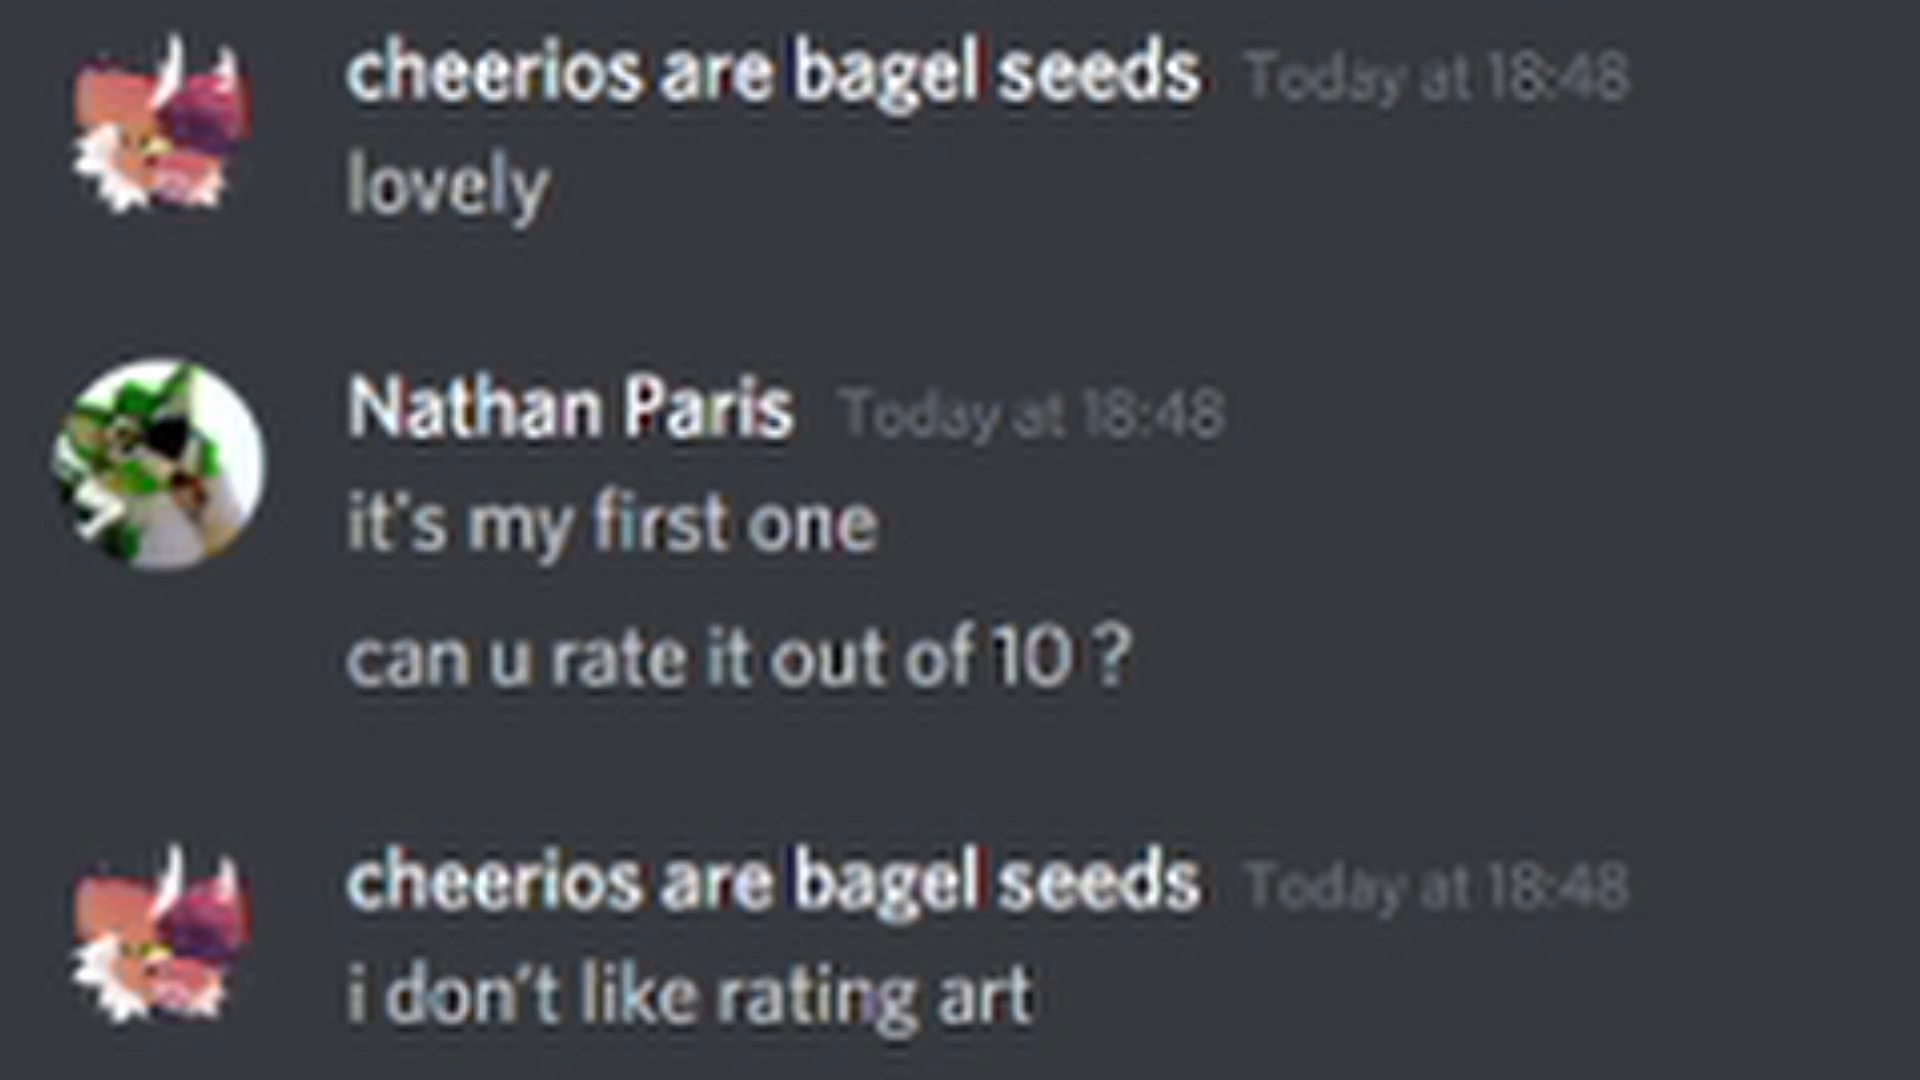 cheerios are bagel seeds Today at 18:48
lovely
Nathan Paris Today at 18:48
it's my first one
can u rate it out of 10 ?
cheerios are bagel seeds Today at 18:48
i don't like rating art